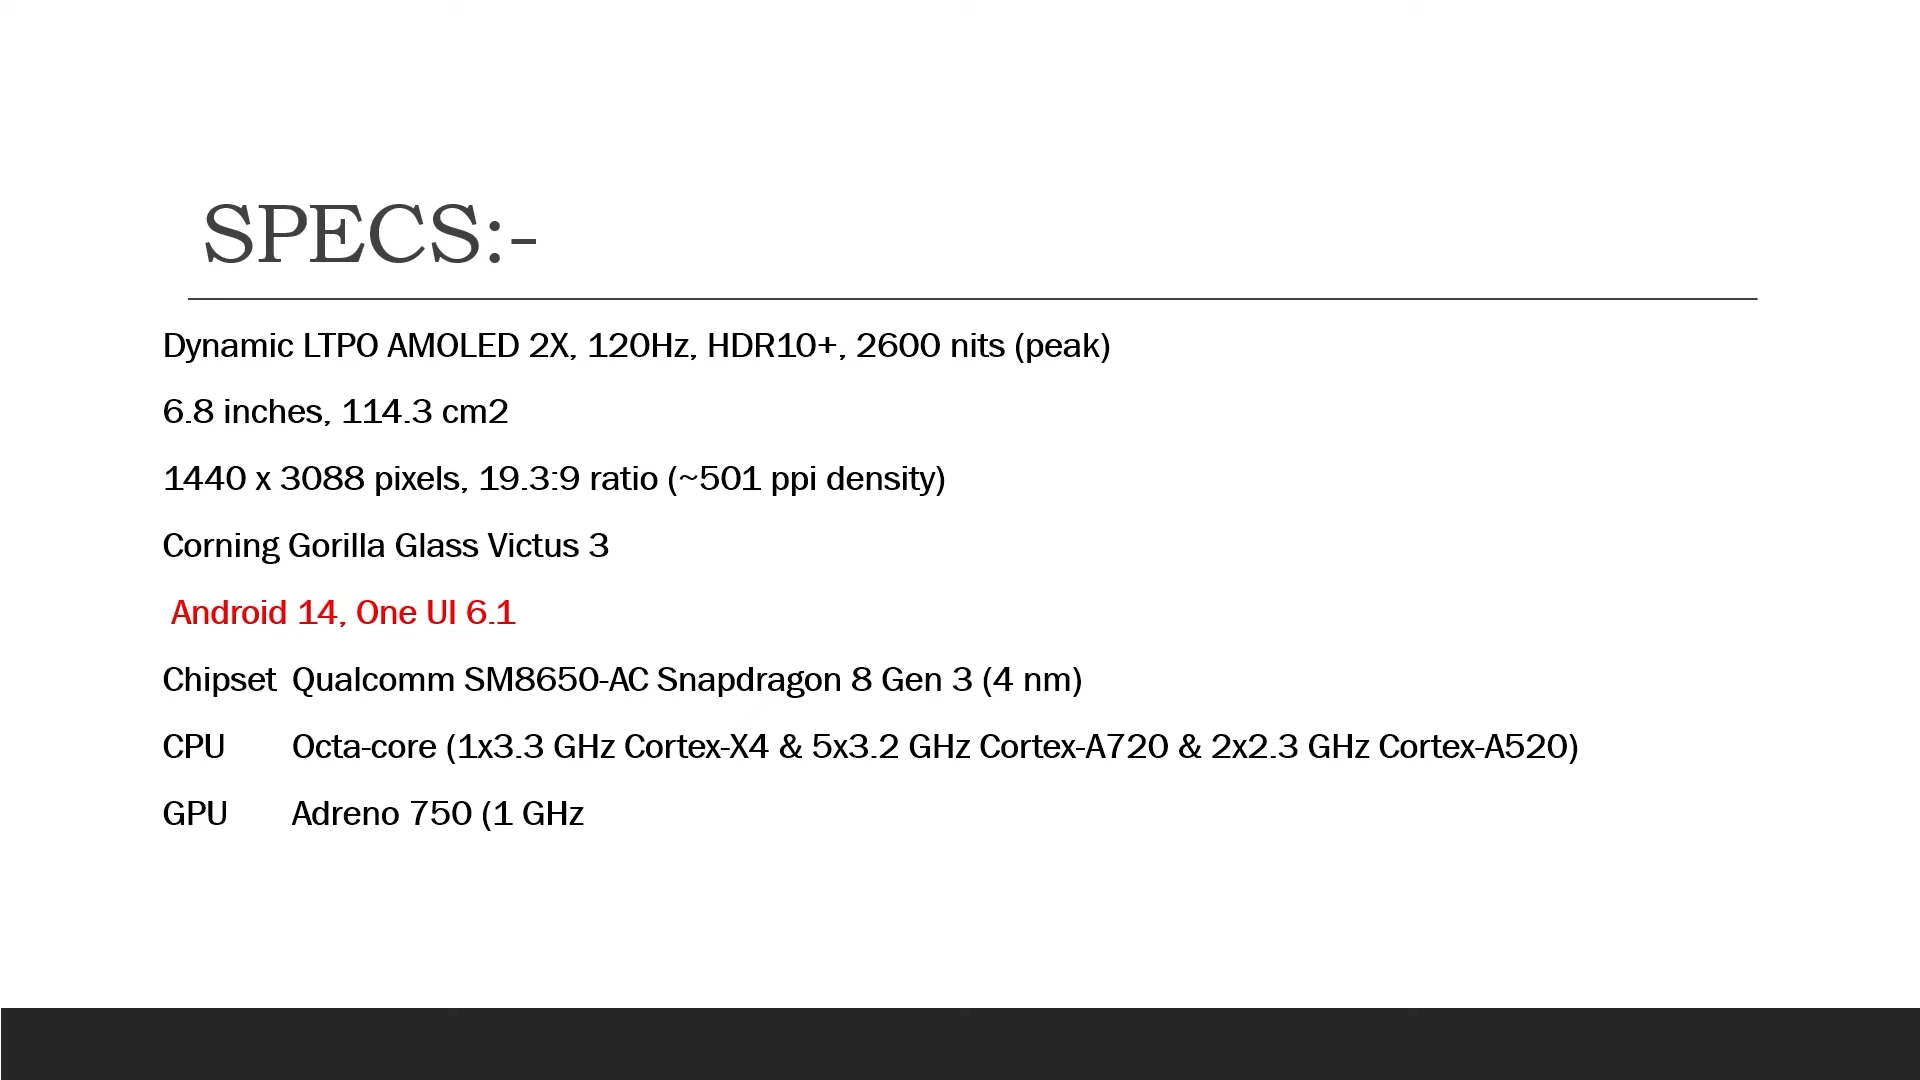 SPECS:-
Dynamic LTPO AMOLED 2X, 120Hz, HDR10+, 2600 nits (peak)
6.8 inches, 114.3 cm2
1440 x 3088 pixels, 19.3:9 ratio (~501 ppi density)
Corning Gorilla Glass Victus 3
Android 14, One UI 6.1
Chipset Qualcomm SM8650-AC Snapdragon 8 Gen 3 (4 nm)
CPU Octa-core (1x3.3 GHz Cortex-X4 & 5x3.2 GHz Cortex-A720 & 2x2.3 GHz Cortex-A520)
GPU Adreno 750 (1 GHz